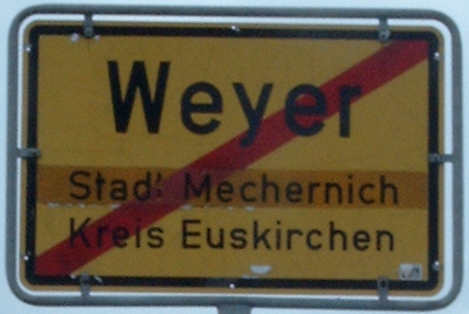 Weyer
Stadt Mechernich
Kreis Euskirchen